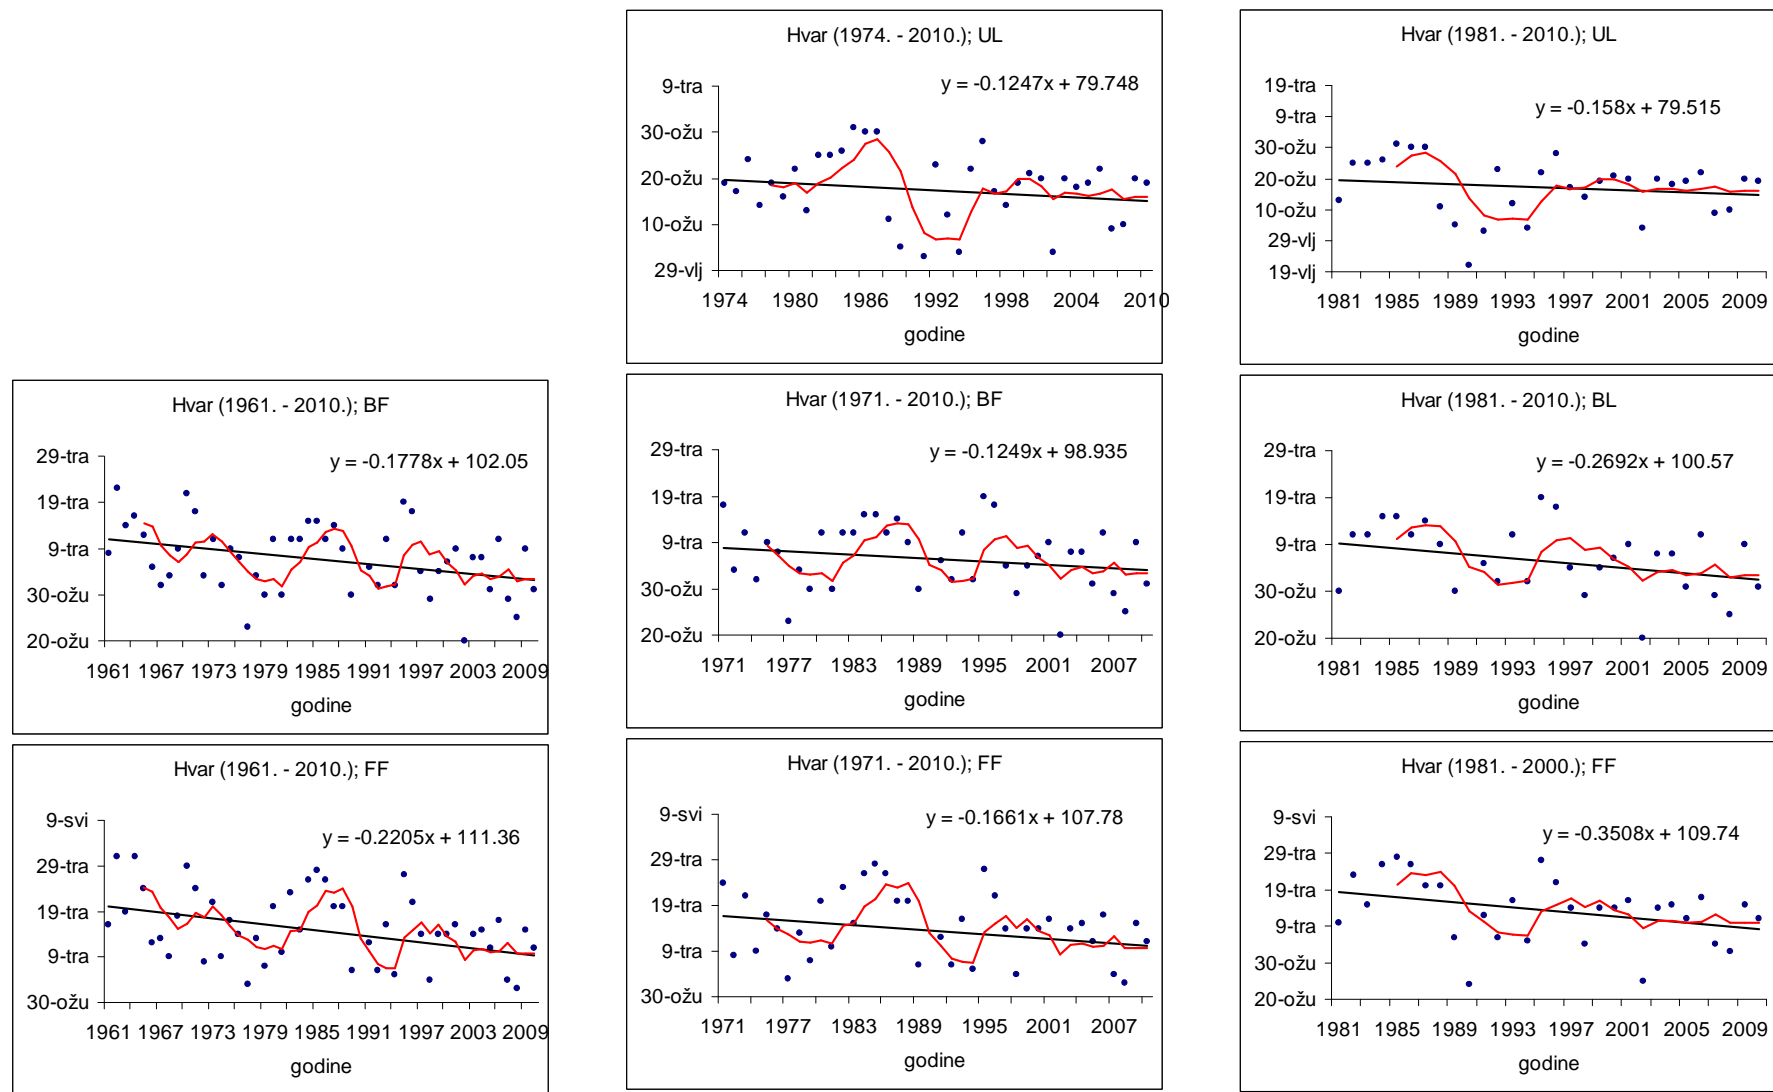 Hvar (1974. - 2010.); UL
y = -0.1247x + 79.748
9-tra
30-ožu
20-ožu
10-ožu
29-vlj
1974 1980 1986 1992 1998 2004 2010
godine
Hvar (1981. - 2010.); UL
y = -0.158x + 79.515
19-tra
9-tra
30-ožu
20-ožu
10-ožu
29-vlj
19-vlj
1981 1985 1989 1993 1997 2001 2005 2009
godine
Hvar (1961. - 2010.); BF
y = -0.1778x + 102.05
29-tra
19-tra
9-tra
30-ožu
20-ožu
1961 1967 1973 1979 1985 1991 1997 2003 2009
godine
Hvar (1971. - 2010.); BF
y = -0.1249x + 98.935
29-tra
19-tra
9-tra
30-ožu
20-ožu
1971 1977 1983 1989 1995 2001 2007
godine
Hvar (1981. - 2010.); BL
y = -0.2692x + 100.57
29-tra
19-tra
9-tra
30-ožu
20-ožu
1981 1985 1989 1993 1997 2001 2005 2009
godine
Hvar (1961. - 2010.); FF
y = -0.2205x + 111.36
9-svi
29-tra
19-tra
9-tra
30-ožu
1961 1967 1973 1979 1985 1991 1997 2003 2009
godine
Hvar (1971. - 2010.); FF
y = -0.1661x + 107.78
9-svi
29-tra
19-tra
9-tra
30-ožu
1971 1977 1983 1989 1995 2001 2007
godine
Hvar (1981. - 2000.); FF
y = -0.3508x + 109.74
9-svi
29-tra
19-tra
9-tra
30-ožu
20-ožu
1981 1985 1989 1993 1997 2001 2005 2009
godine